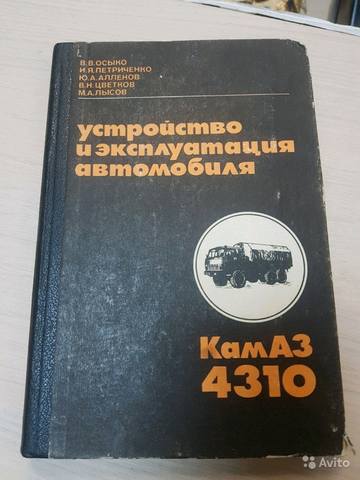 В.В.ОСЫКО
И.Я.ПЕТРИЧЕНКО
Ю.А.АЛЛЕНОВ
В.Н.ЦВЕТКОВ
М.А.ЛЫСОВ
устройство
и эксплуатация
автомобиля
КамАЗ
4310
Avito